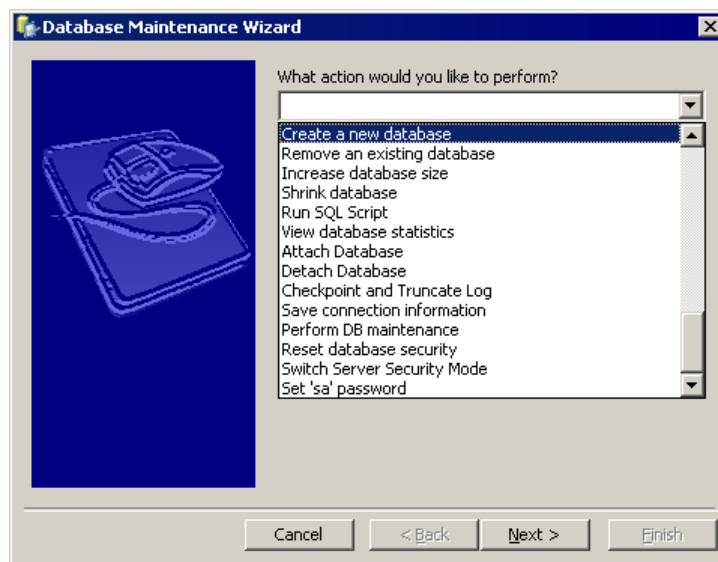 Database Maintenance Wizard
What action would you like to perform?
Create a new database
Remove an existing database
Increase database size
Shrink database
Run SQL Script
View database statistics
Attach Database
Detach Database
Checkpoint and Truncate Log
Save connection information
Perform DB maintenance
Reset database security
Switch Server Security Mode
Set 'sa' password
Cancel
< Back
Next >
Finish